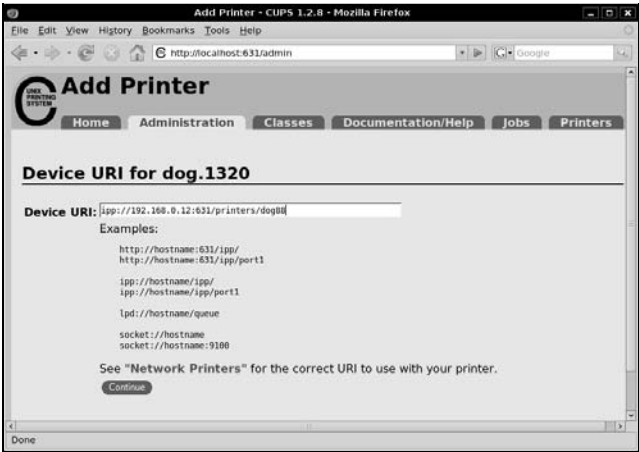 Add Printer - CUPS 1.2.8 - Mozilla Firefox
File Edit View History Bookmarks Tools Help
http://localhost:631/admin
Google
UNIX
PRINTING
SYSTEM
Add Printer
Home Administration Classes Documentation/Help Jobs Printers
Device URI for dog.1320
Device URI: ipp://192.168.0.12:631/printers/dog88
Examples:
http://hostname:631/ipp/
http://hostname:631/ipp/port1
ipp://hostname/ipp/
ipp://hostname/ipp/port1
lpd://hostname/queue
socket://hostname
socket://hostname:9100
See "Network Printers" for the correct URI to use with your printer.
Continue
Done